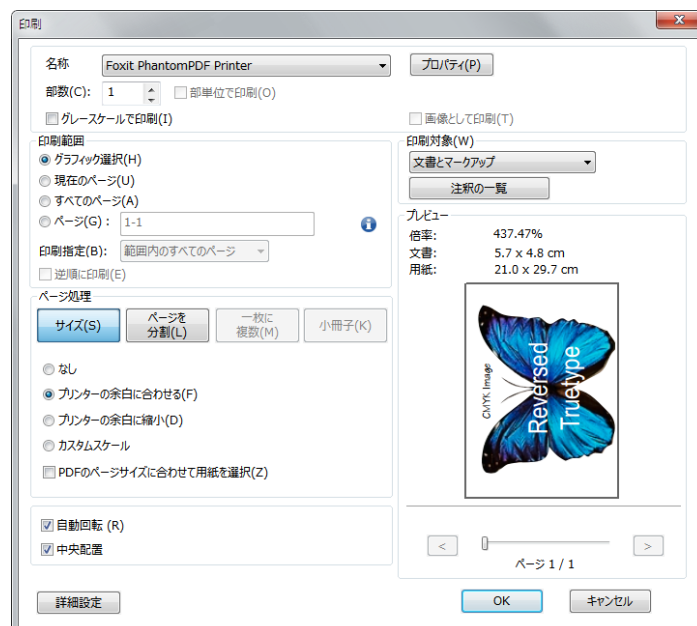 印刷
名称
Foxit PhantomPDF Printer
プロパティ(P)
部数(C):
1
部単位で印刷(O)
グレースケールで印刷(I)
画像として印刷(T)
印刷範囲
グラフィック選択(H)
現在のページ(U)
すべてのページ(A)
ページ(G) :
1-1
印刷指定(B):
範囲内のすべてのページ
逆順に印刷(E)
印刷対象(W)
文書とマークアップ
注釈の一覧
ページ処理
サイズ(S)
ページを
分割(L)
一枚に
複数(M)
小冊子(K)
なし
プリンターの余白に合わせる(F)
プリンターの余白に縮小(D)
カスタムスケール
PDFのページサイズに合わせて用紙を選択(Z)
自動回転 (R)
中央配置
プレビュー
倍率:
437.47%
文書:
5.7 x 4.8 cm
用紙:
21.0 x 29.7 cm
CMYK Image
Reversed
Truetype
<
>
ページ 1 / 1
詳細設定
OK
キャンセル